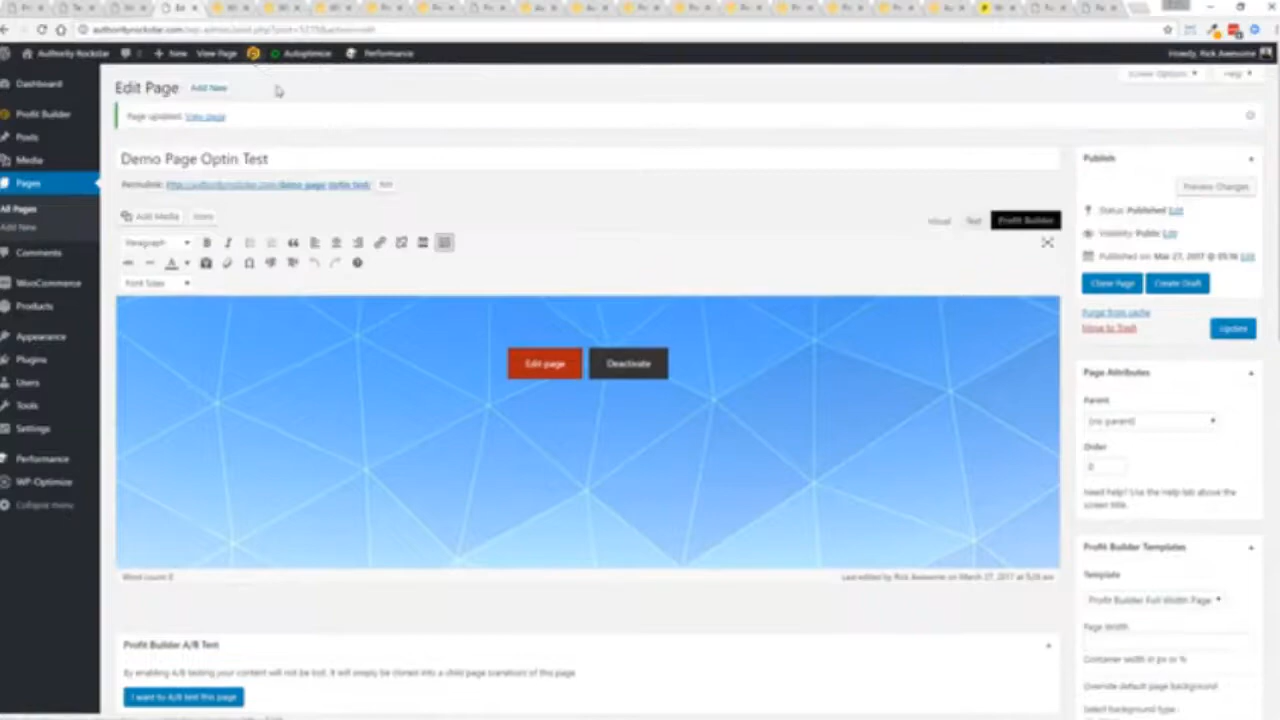 authorityrockstar.com
Authority Rockstar
New
View Page
Autoptimize
Performance
Howdy, Rick Awesome
Dashboard
Profit Builder
Posts
Media
Pages
All Pages
Add New
Comments
WooCommerce
Products
Appearance
Plugins
Users
Tools
Settings
Performance
WP-Optimize
Collapse menu
Screen Options
Help
Edit Page
Add New
Page updated. View page
Demo Page Optin Test
Permalink: http://authorityrockstar.com/demo-page-optin-test/
Edit
Add Media
Visual
Text
Profit Builder
Paragraph
Font Sizes
Edit page
Deactivate
Word count: 0
Last edited by Rick Awesome on March 27, 2017 at
Profit Builder A/B Test
By enabling A/B testing your content will not be lost. It will simply be cloned into a child page (variation) of this page
I want to A/B test this page
Publish
Preview Changes
Status: Published Edit
Visibility: Public Edit
Published on: Mar 27, 2017 @ Edit
Clone Page
Create Draft
Purge from cache
Move to Trash
Update
Page Attributes
Parent
(no parent)
Order
0
Need help? Use the Help tab above the
screen title.
Profit Builder Templates
Template
Profit Builder Full Width Page
Page Width
Container width in px or %
Override default page background
Select background type